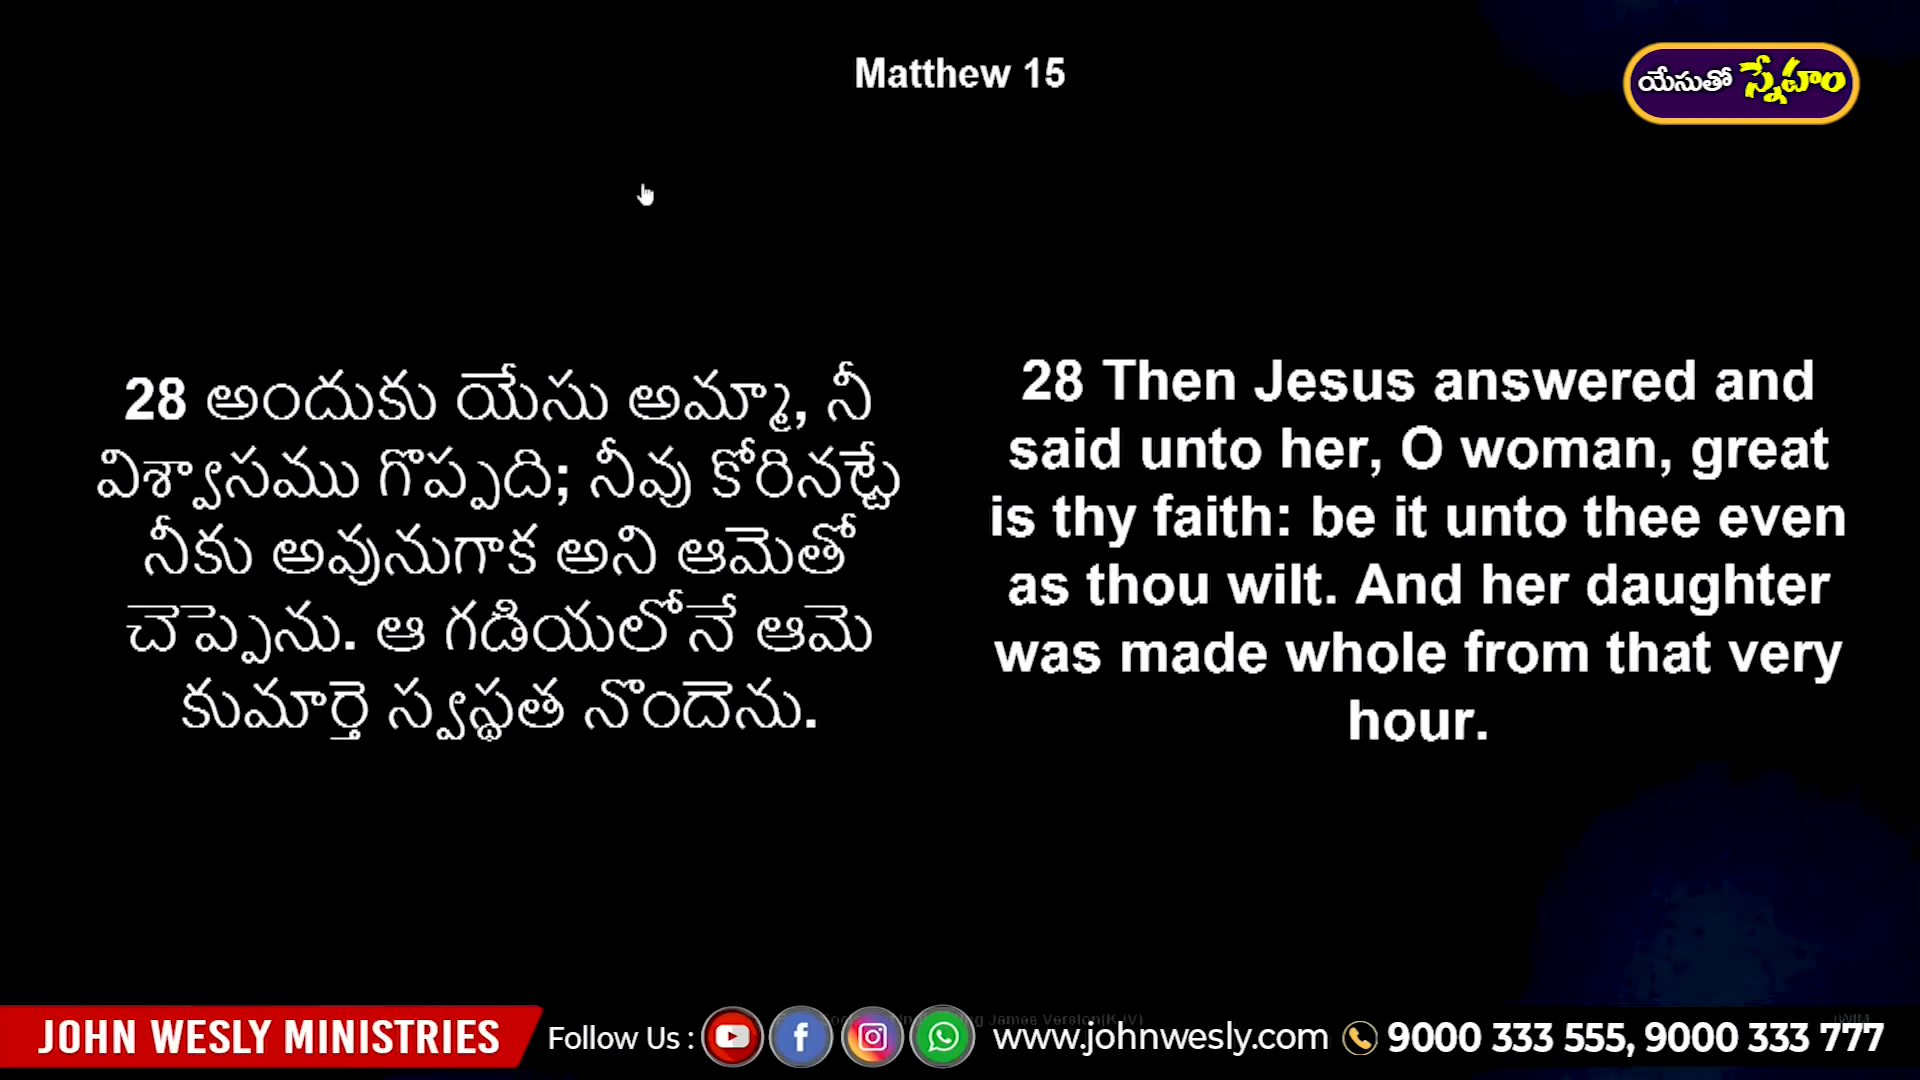 Matthew 15
యేసుతో స్నేహం
28 అందుకు యేసు అమ్మా, నీ
విశ్వాసము గొప్పది; నీవు కోరినట్టే
నీకు అవునుగాక అని ఆమెతో
చెప్పెను. ఆ గడియలోనే ఆమె
కుమార్తె స్వస్థత నొందెను.
28 Then Jesus answered and
said unto her, O woman, great
is thy faith: be it unto thee even
as thou wilt. And her daughter
was made whole from that very
hour.
James Version(KJV)
JOHN WESLY MINISTRIES
Follow Us :
www.johnwesly.com
9000 333 555, 9000 333 777